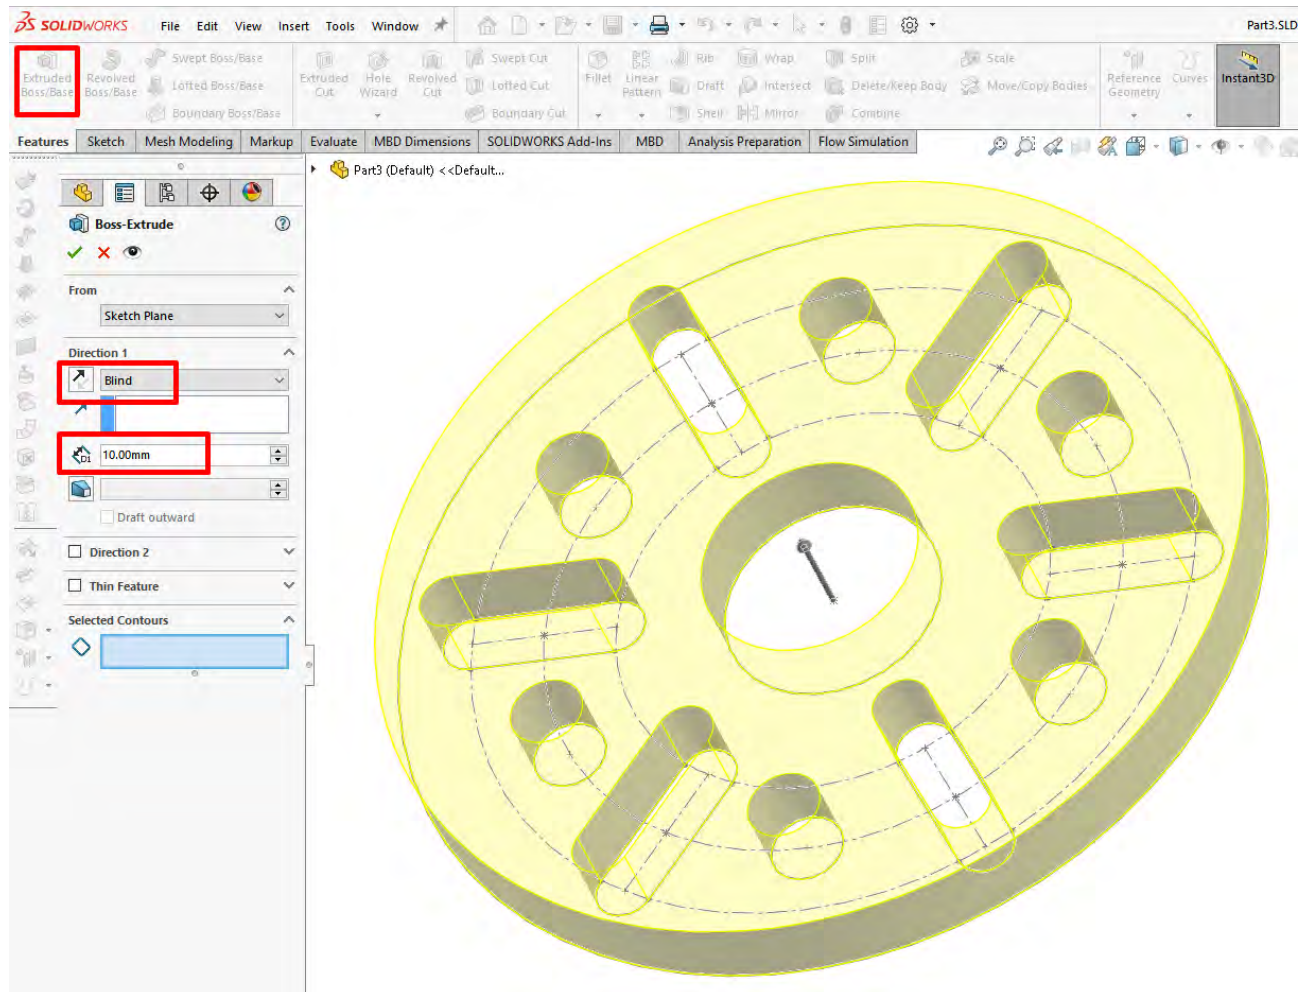 SOLIDWORKS File Edit View Insert Tools Window Part3.SLD
Extruded Boss/Base Revolved Boss/Base Swept Boss/Base Lofted Boss/Base Boundary Boss/Base Extruded Cut Hole Wizard Revolved Cut Swept Cut Lofted Cut Boundary Cut Fillet Linear Pattern Rib Draft Shell Wrap Intersect Mirror Split Delete/Keep Body Combine Scale Move/Copy Bodies Reference Geometry Curves Instant3D
Features Sketch Mesh Modeling Markup Evaluate MBD Dimensions SOLIDWORKS Add-Ins MBD Analysis Preparation Flow Simulation
Part3 (Default) <<Default...
Boss-Extrude
From
Sketch Plane
Direction 1
Blind
D1 10.00mm
Draft outward
Direction 2
Thin Feature
Selected Contours